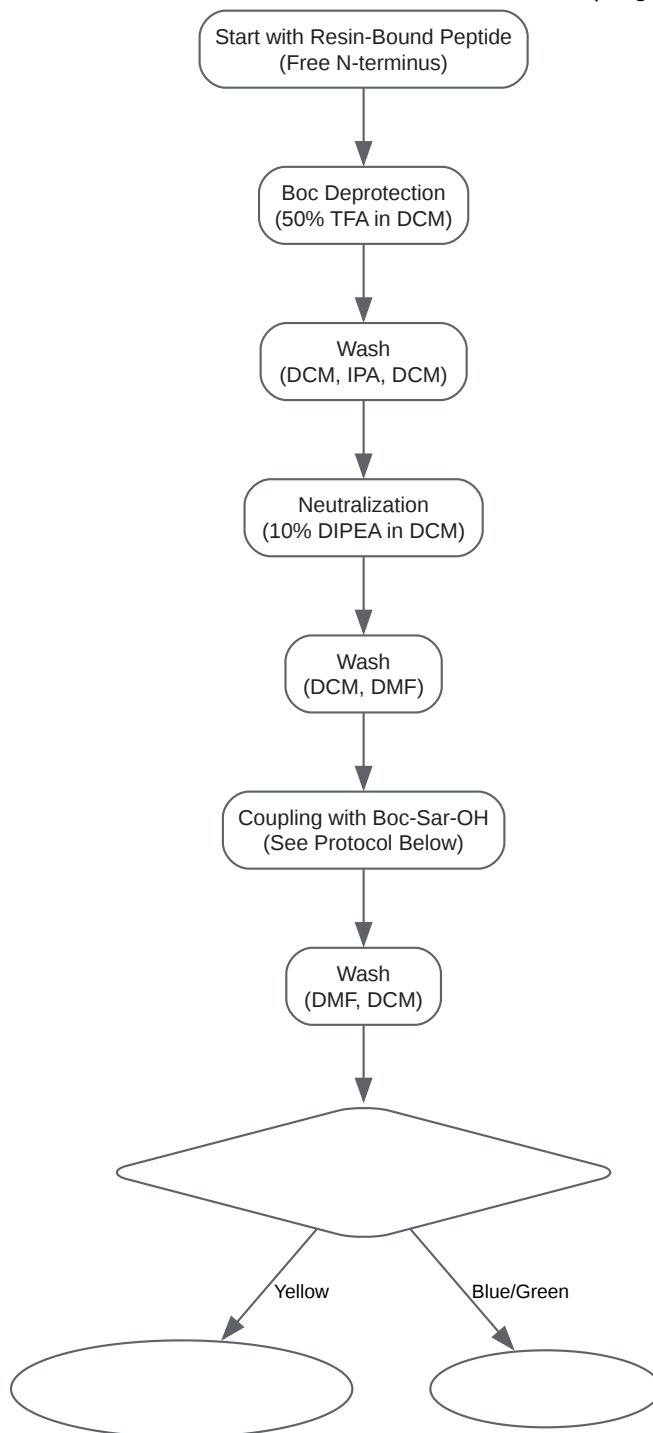 Start with Resin-Bound Peptide
(Free N-terminus)
Boc Deprotection
(50% TFA in DCM)
Wash
(DCM, IPA, DCM)
Neutralization
(10% DIPEA in DCM)
Wash
(DCM, DMF)
Coupling with Boc-Sar-OH
(See Protocol Below)
Wash
(DMF, DCM)
Yellow
Blue/Green